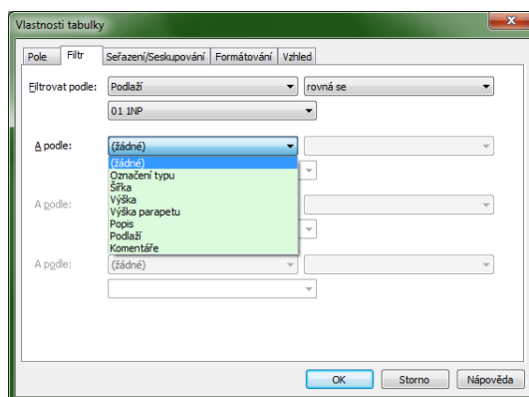 Vlastnosti tabulky
Pole Filtr Seřazení/Seskupování Formátování Vzhled
Filtrovat podle: Podlaží rovná se
01 1NP
A podle: (žádné)
(žádné)
Označení typu
Šířka
Výška
A podle:
Výška parapetu
Popis
Podlaží
Komentáře
A podle: (žádné)
OK Storno Nápověda